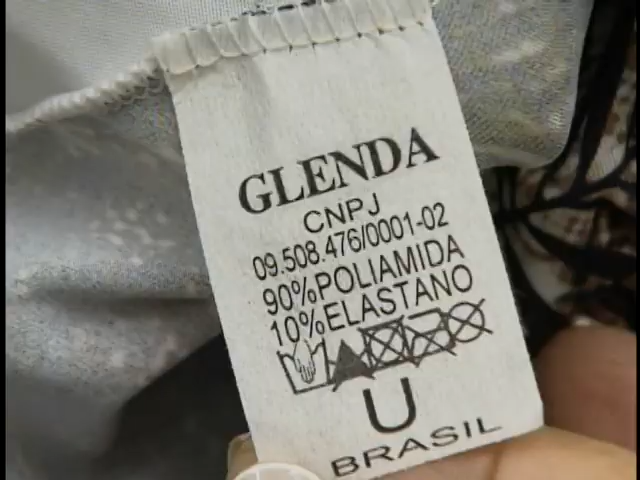 GLENDA
CNPJ
09.508.476/0001-02
90%POLIAMIDA
10%ELASTANO
U
BRASIL